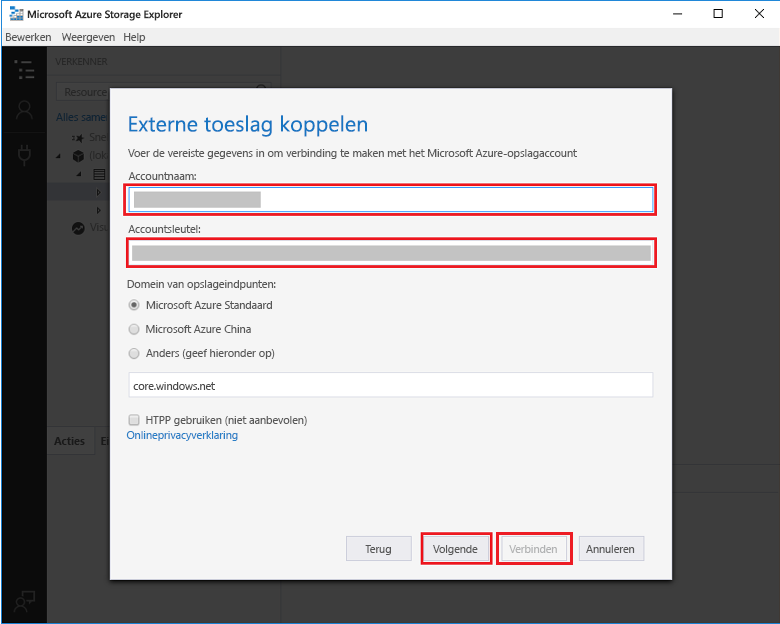 Microsoft Azure Storage Explorer
Bewerken Weergeven Help
VERKENNER
Resource
Alles same
Snel
(lok
Visu
Externe toeslag koppelen
Voer de vereiste gegevens in om verbinding te maken met het Microsoft Azure-opslagaccount
Accountnaam:
Accountsleutel:
Domein van opslageindpunten:
Microsoft Azure Standaard
Microsoft Azure China
Anders (geef hieronder op)
core.windows.net
HTPP gebruiken (niet aanbevolen)
Onlineprivacyverklaring
Acties Ei
Terug Volgende Verbinden Annuleren